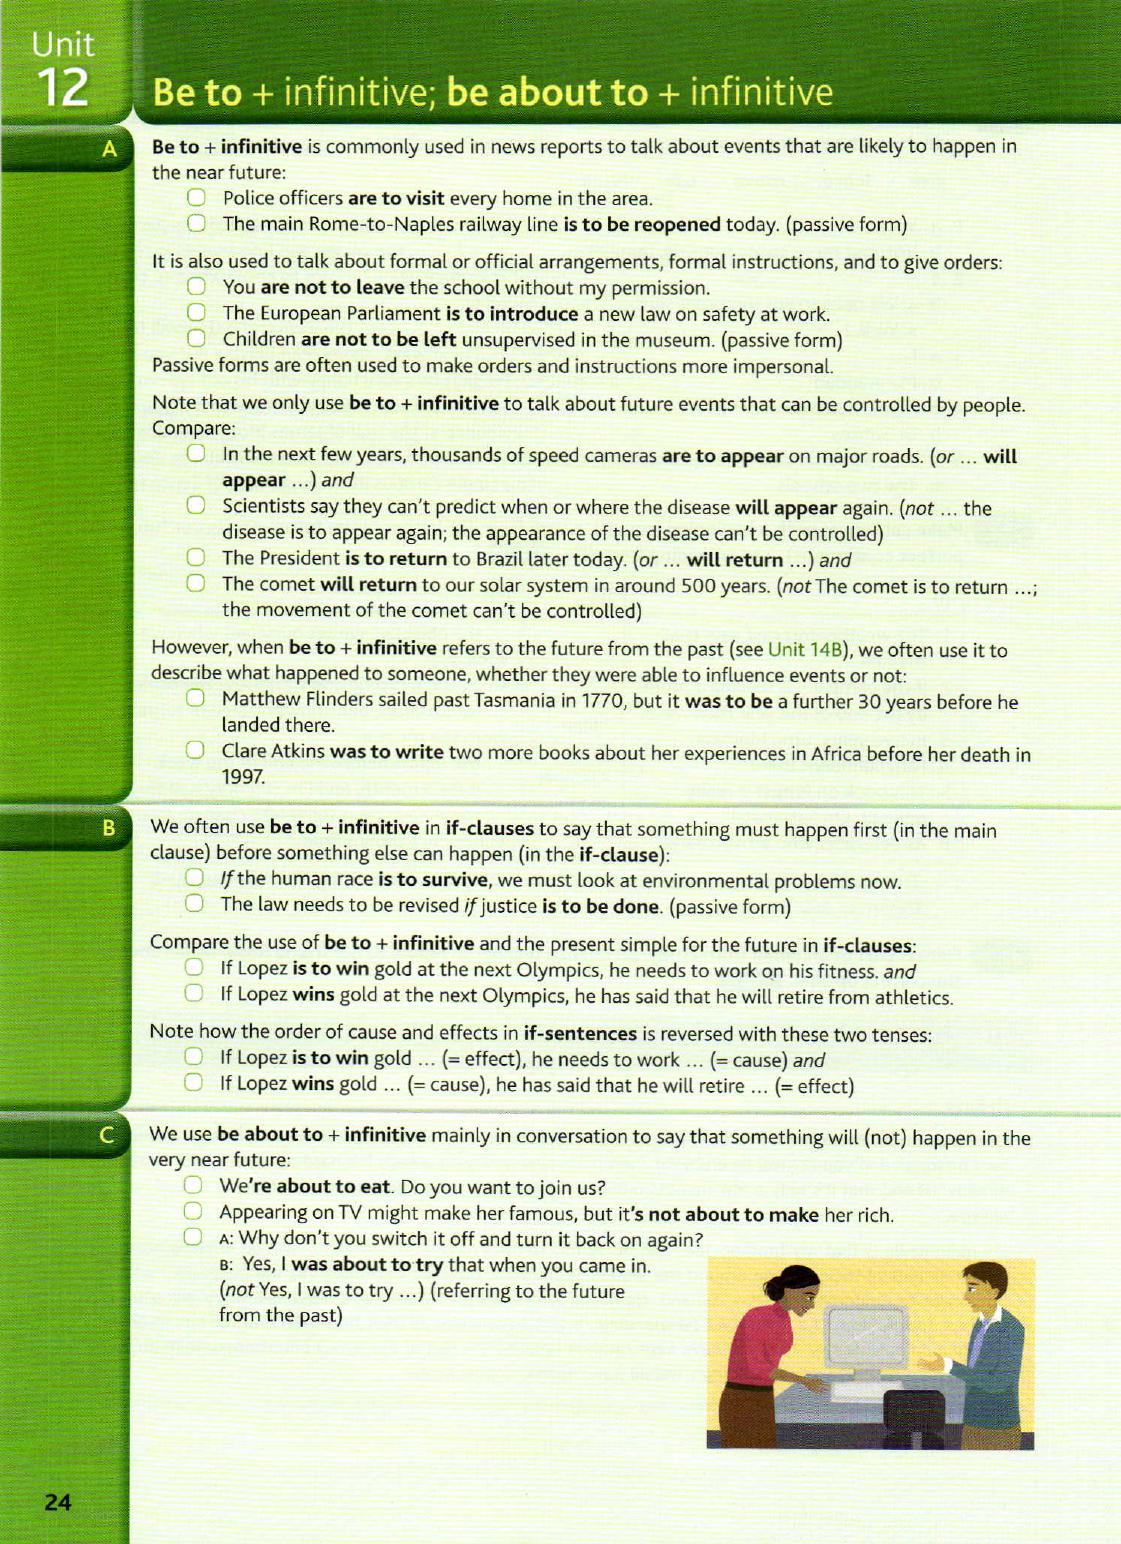 Unit
12
Be to + infinitive; be about to + infinitive
A
Be to + infinitive is commonly used in news reports to talk about events that are likely to happen in
the near future:
Police officers are to visit every home in the area.
The main Rome-to-Naples railway line is to be reopened today. (passive form)
It is also used to talk about formal or official arrangements, formal instructions, and to give orders:
You are not to leave the school without my permission.
The European Parliament is to introduce a new law on safety at work.
Children are not to be left unsupervised in the museum. (passive form)
Passive forms are often used to make orders and instructions more impersonal.
Note that we only use be to + infinitive to talk about future events that can be controlled by people.
Compare:
In the next few years, thousands of speed cameras are to appear on major roads. (or ... will
appear ...) and
Scientists say they can't predict when or where the disease will appear again. (not ... the
disease is to appear again; the appearance of the disease can't be controlled)
The President is to return to Brazil later today. (or ... will return ...) and
The comet will return to our solar system in around 500 years. (not The comet is to return ...;
the movement of the comet can't be controlled)
However, when be to + infinitive refers to the future from the past (see Unit 14B), we often use it to
describe what happened to someone, whether they were able to influence events or not:
Matthew Flinders sailed past Tasmania in 1770, but it was to be a further 30 years before he
landed there.
Clare Atkins was to write two more books about her experiences in Africa before her death in
1997.
B
We often use be to + infinitive in if-clauses to say that something must happen first (in the main
clause) before something else can happen (in the if-clause):
If the human race is to survive, we must look at environmental problems now.
The law needs to be revised if justice is to be done. (passive form)
Compare the use of be to + infinitive and the present simple for the future in if-clauses:
If Lopez is to win gold at the next Olympics, he needs to work on his fitness. and
If Lopez wins gold at the next Olympics, he has said that he will retire from athletics.
Note how the order of cause and effects in if-sentences is reversed with these two tenses:
If Lopez is to win gold ... (= effect), he needs to work ... (= cause) and
If Lopez wins gold ... (= cause), he has said that he will retire ... (= effect)
C
We use be about to + infinitive mainly in conversation to say that something will (not) happen in the
very near future:
We're about to eat. Do you want to join us?
Appearing on TV might make her famous, but it's not about to make her rich.
A: Why don't you switch it off and turn it back on again?
B: Yes, I was about to try that when you came in.
(not Yes, I was to try ...) (referring to the future
from the past)
24